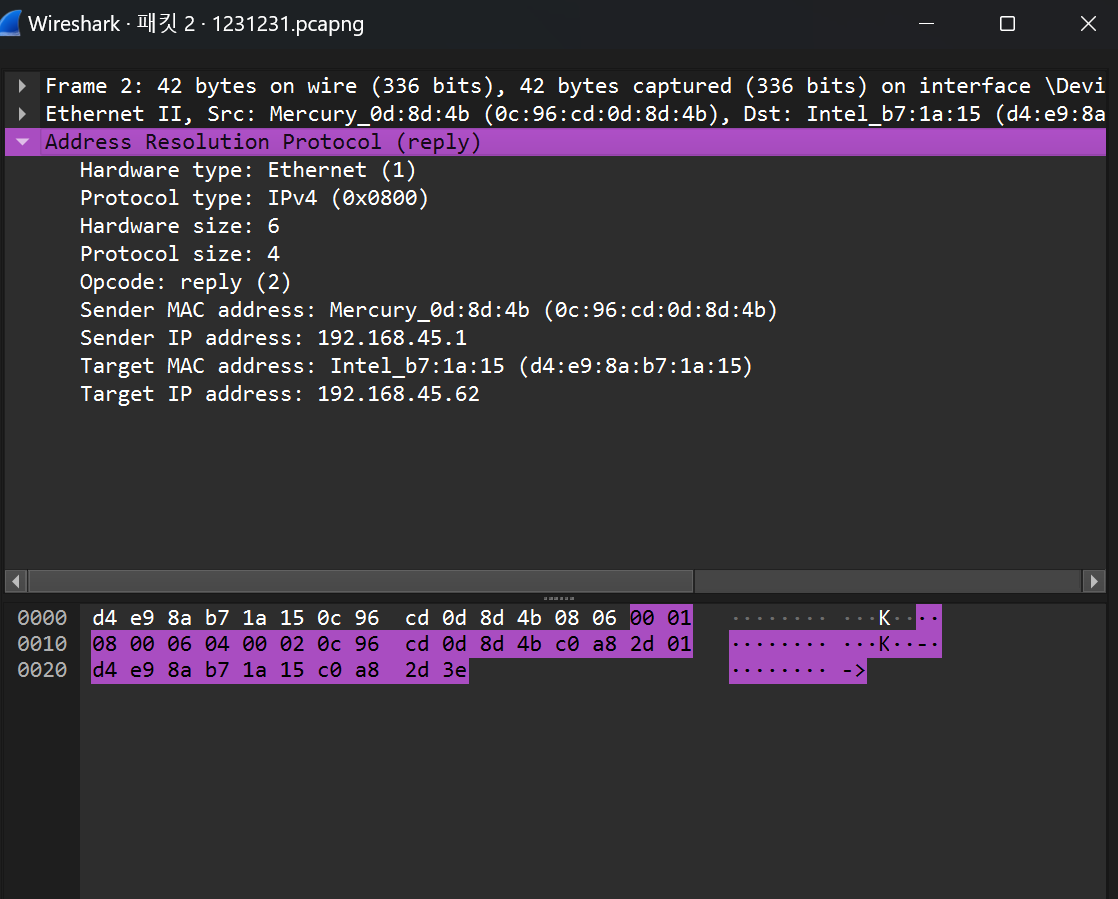 Wireshark · 패킷 2 · 1231231.pcapng
Frame 2: 42 bytes on wire (336 bits), 42 bytes captured (336 bits) on interface \Devi
Ethernet II, Src: Mercury_0d:8d:4b (0c:96:cd:0d:8d:4b), Dst: Intel_b7:1a:15 (d4:e9:8a
Address Resolution Protocol (reply)
Hardware type: Ethernet (1)
Protocol type: IPv4 (0x0800)
Hardware size: 6
Protocol size: 4
Opcode: reply (2)
Sender MAC address: Mercury_0d:8d:4b (0c:96:cd:0d:8d:4b)
Sender IP address: 192.168.45.1
Target MAC address: Intel_b7:1a:15 (d4:e9:8a:b7:1a:15)
Target IP address: 192.168.45.62
0000 d4 e9 8a b7 1a 15 0c 96 cd 0d 8d 4b 08 06 00 01 ········ ···K····
0010 08 00 06 04 00 02 0c 96 cd 0d 8d 4b c0 a8 2d 01 ········ ···K··-·
0020 d4 e9 8a b7 1a 15 c0 a8 2d 3e ········ ->